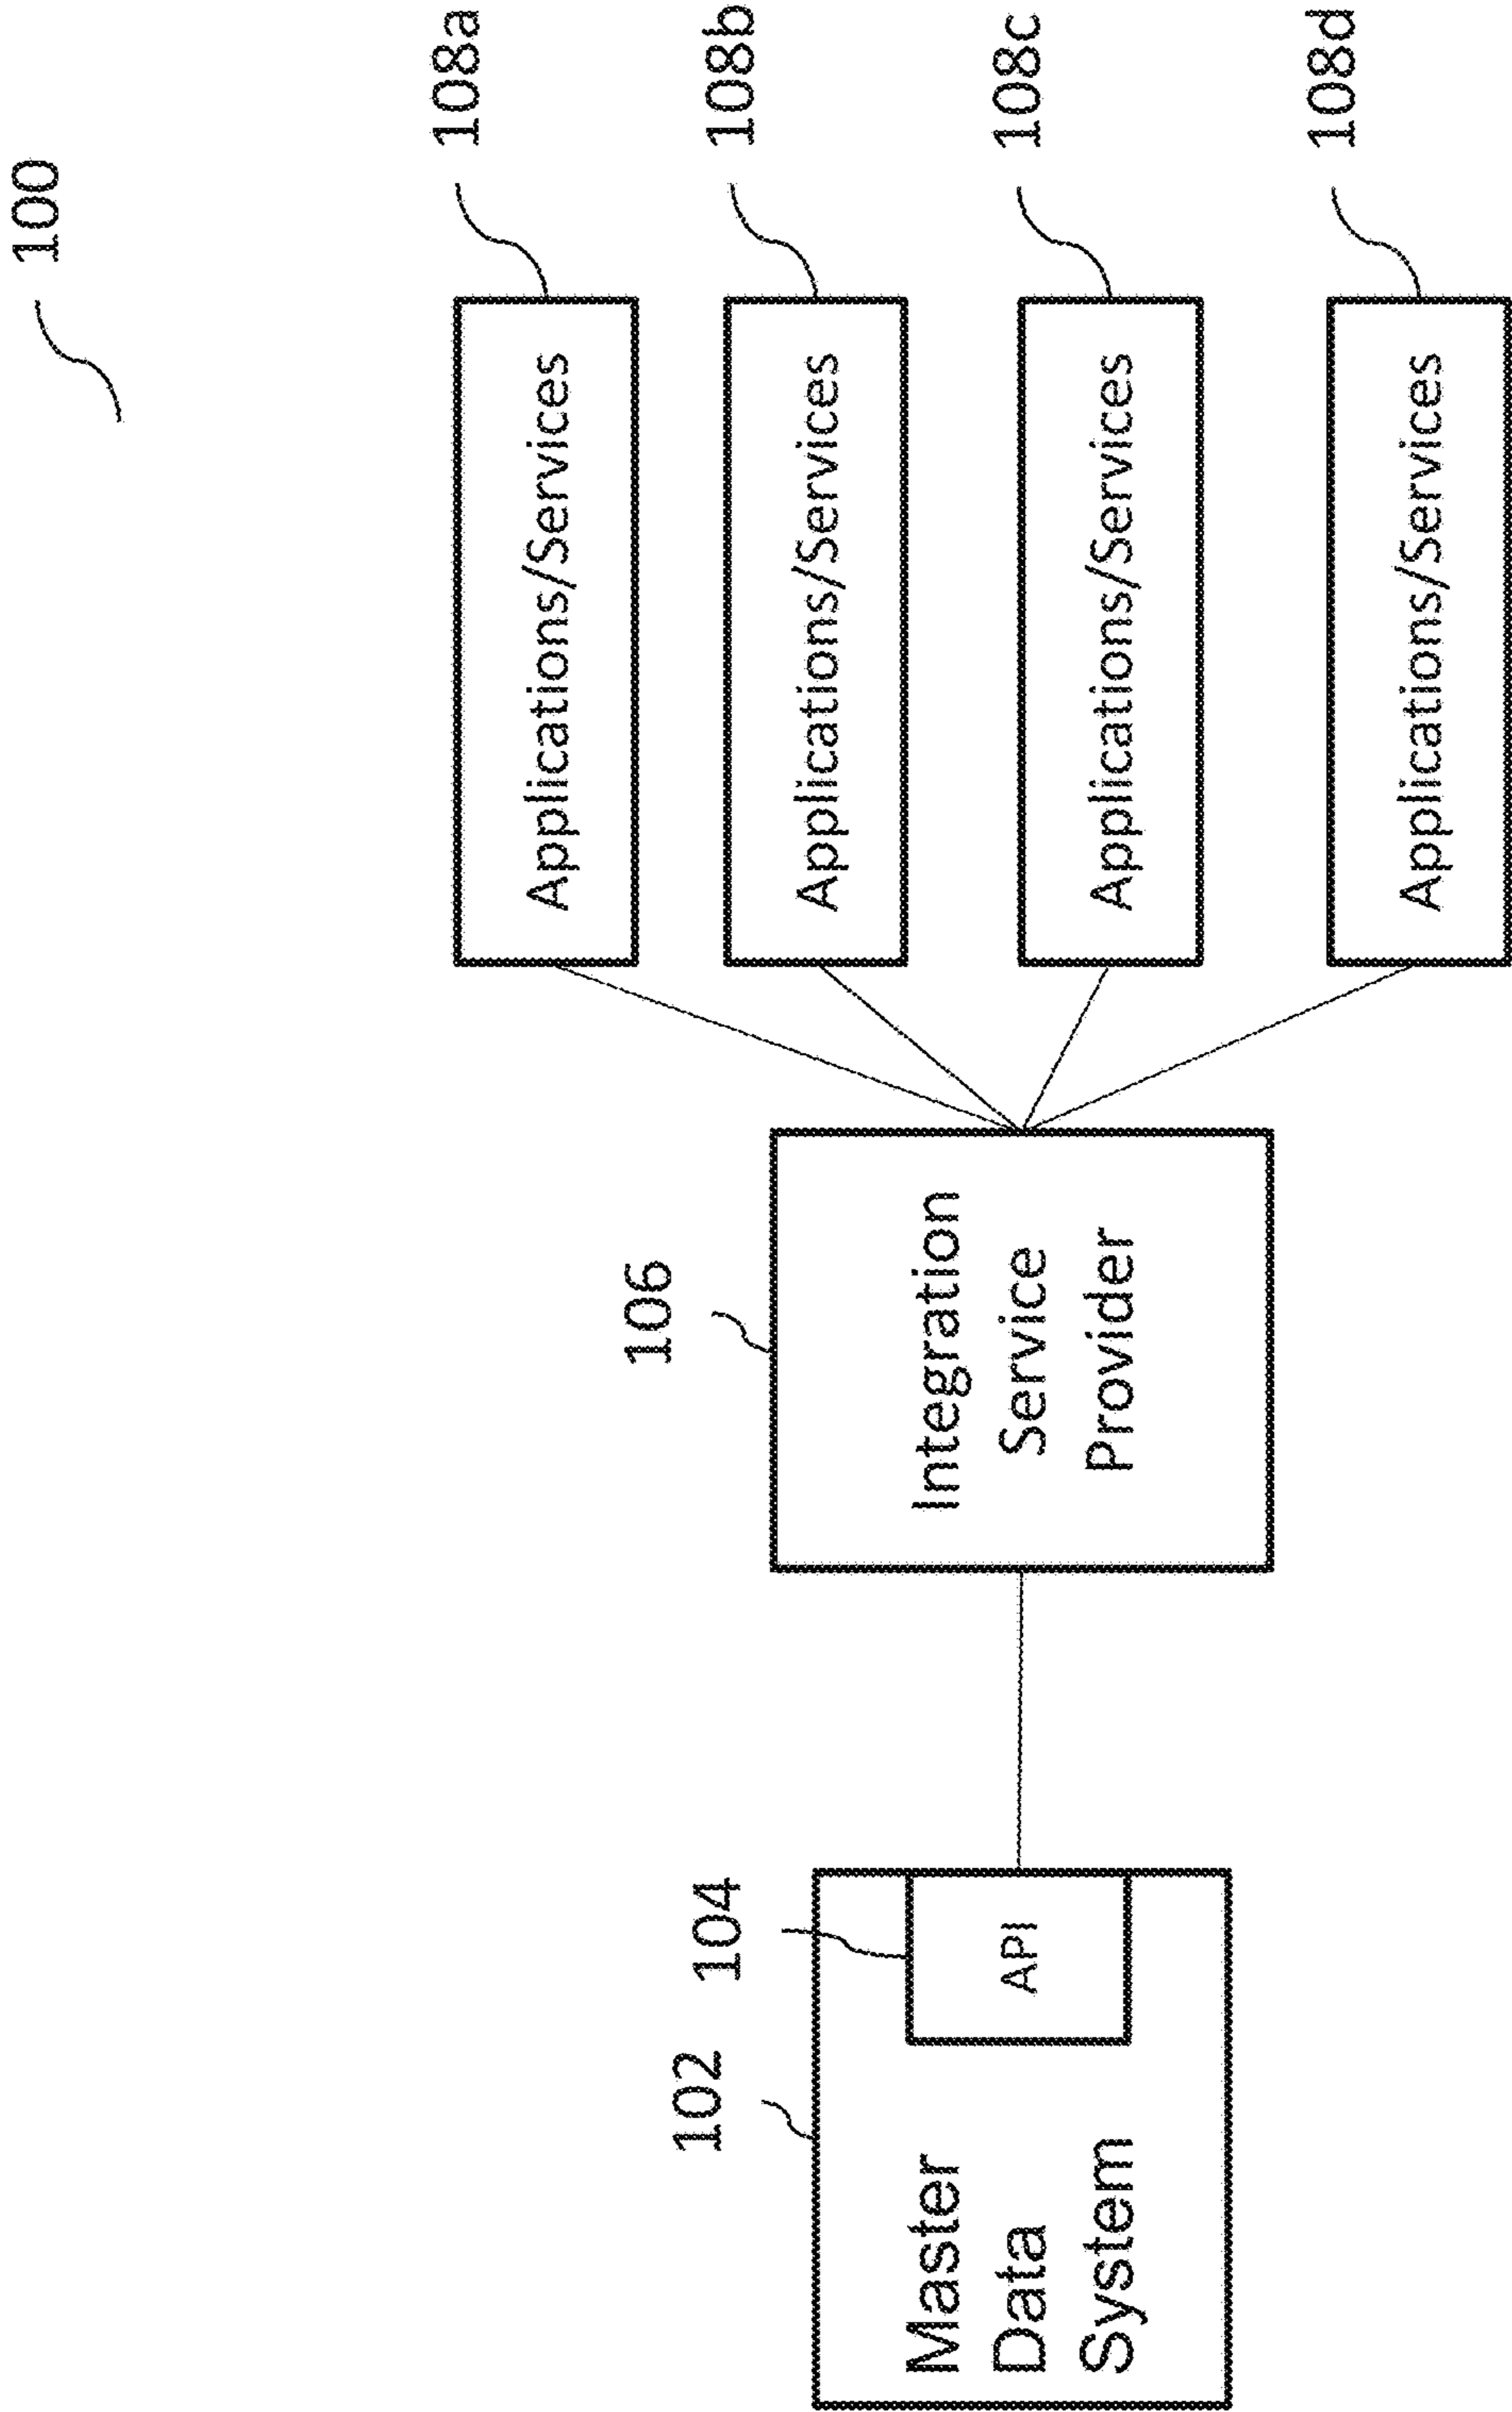 100
108a
Applications/Services
108b
Applications/Services
106
108c
Applications/Services
Integration
Service
Provider
104
102
API
Master
Data
System
108d
Applications/Services